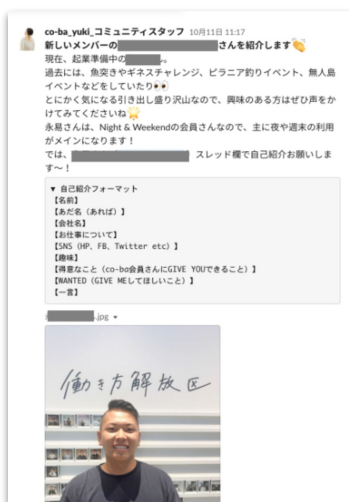 co-ba_yuki_コミュニティスタッフ 10月11日 11:17
新しいメンバーの さんを紹介します👏
現在、起業準備中の 。
過去には、魚突きやギネスチャレンジ、ピラニア釣りイベント、無人島
イベントなどをしていたり👀
とにかく気になる引き出し盛り沢山なので、興味のある方はぜひ声をか
けてみてくださいね🌟
永易さんは、Night & Weekendの会員さんなので、主に夜や週末の利用
がメインになります！
では、 スレッド欄で自己紹介お願いしま
す〜！
▼ 自己紹介フォーマット
【名前】
【あだ名（あれば）】
【会社名】
【お仕事について】
【SNS（HP、FB、Twitter etc）】
【趣味】
【得意なこと（co-ba会員さんにGIVE YOUできること）】
【WANTED（GIVE MEしてほしいこと）】
【一言】
.jpg ▾
働き方解放区